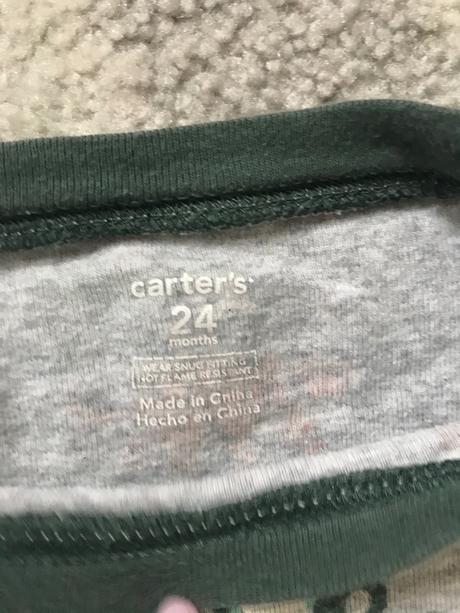 carter's
24
months
WEAR SNUG FITTING
NOT FLAME RESISTANT
Made in China
Hecho en China